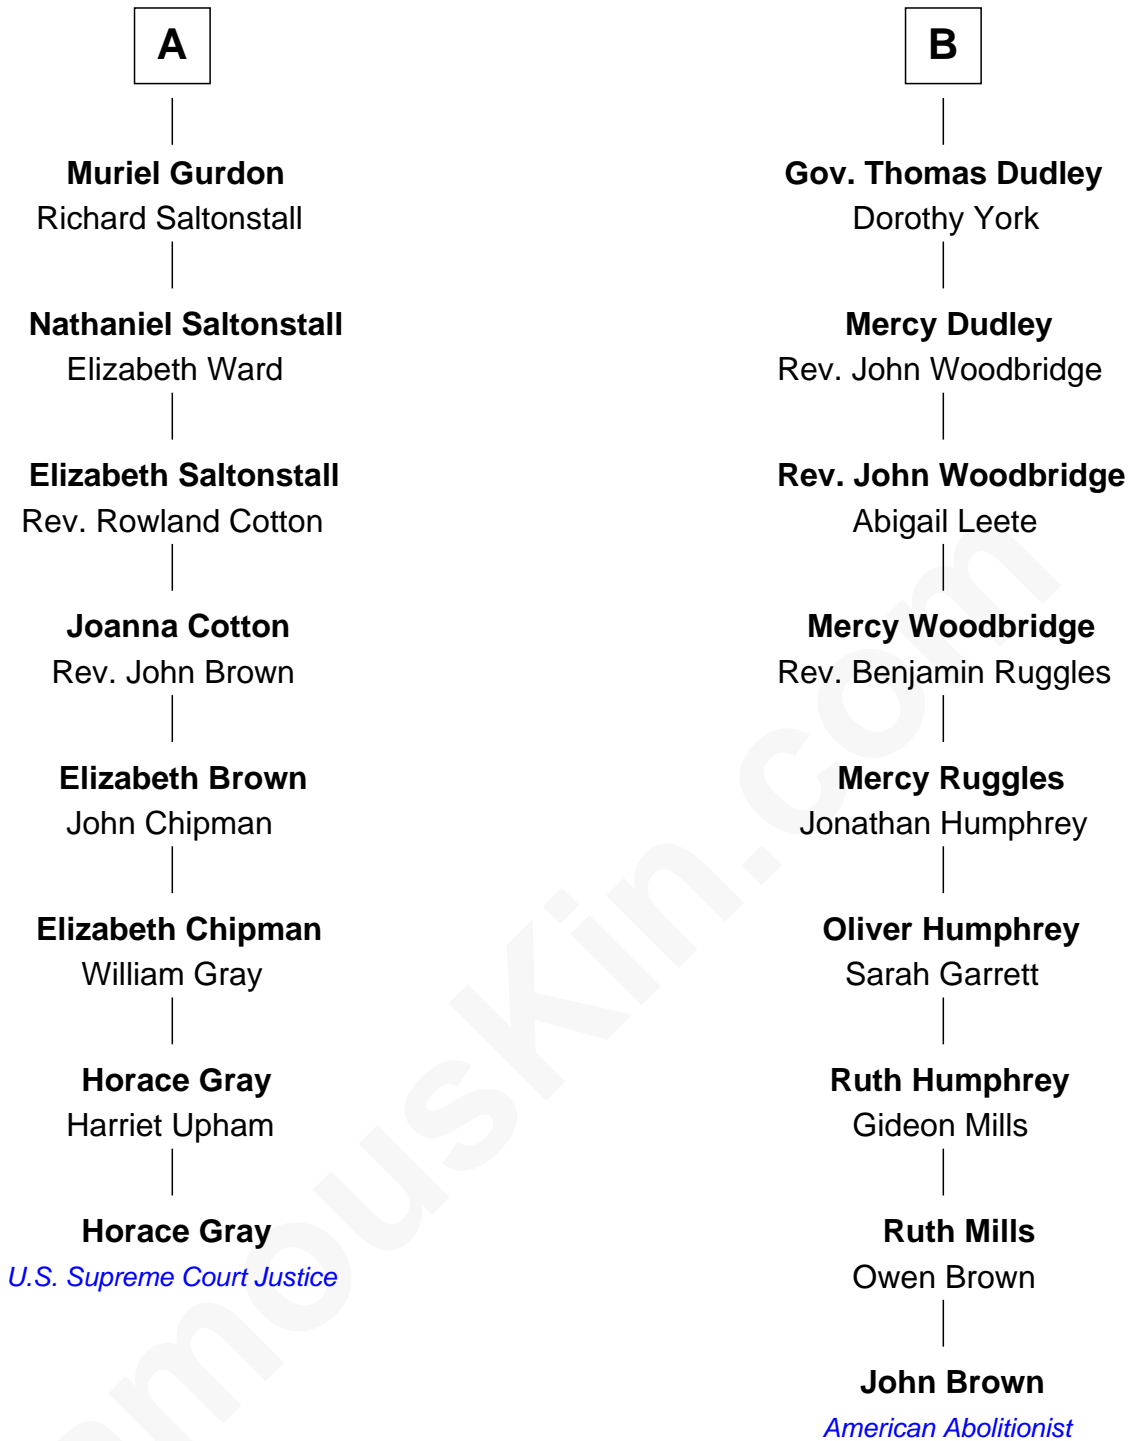 A
Muriel Gurdon
Richard Saltonstall
Nathaniel Saltonstall
Elizabeth Ward
Elizabeth Saltonstall
Rev. Rowland Cotton
Joanna Cotton
Rev. John Brown
Elizabeth Brown
John Chipman
Elizabeth Chipman
William Gray
Horace Gray
Harriet Upham
Horace Gray
U.S. Supreme Court Justice
B
Gov. Thomas Dudley
Dorothy York
Mercy Dudley
Rev. John Woodbridge
Rev. John Woodbridge
Abigail Leete
Mercy Woodbridge
Rev. Benjamin Ruggles
Mercy Ruggles
Jonathan Humphrey
Oliver Humphrey
Sarah Garrett
Ruth Humphrey
Gideon Mills
Ruth Mills
Owen Brown
John Brown
American Abolitionist
amousKin.com